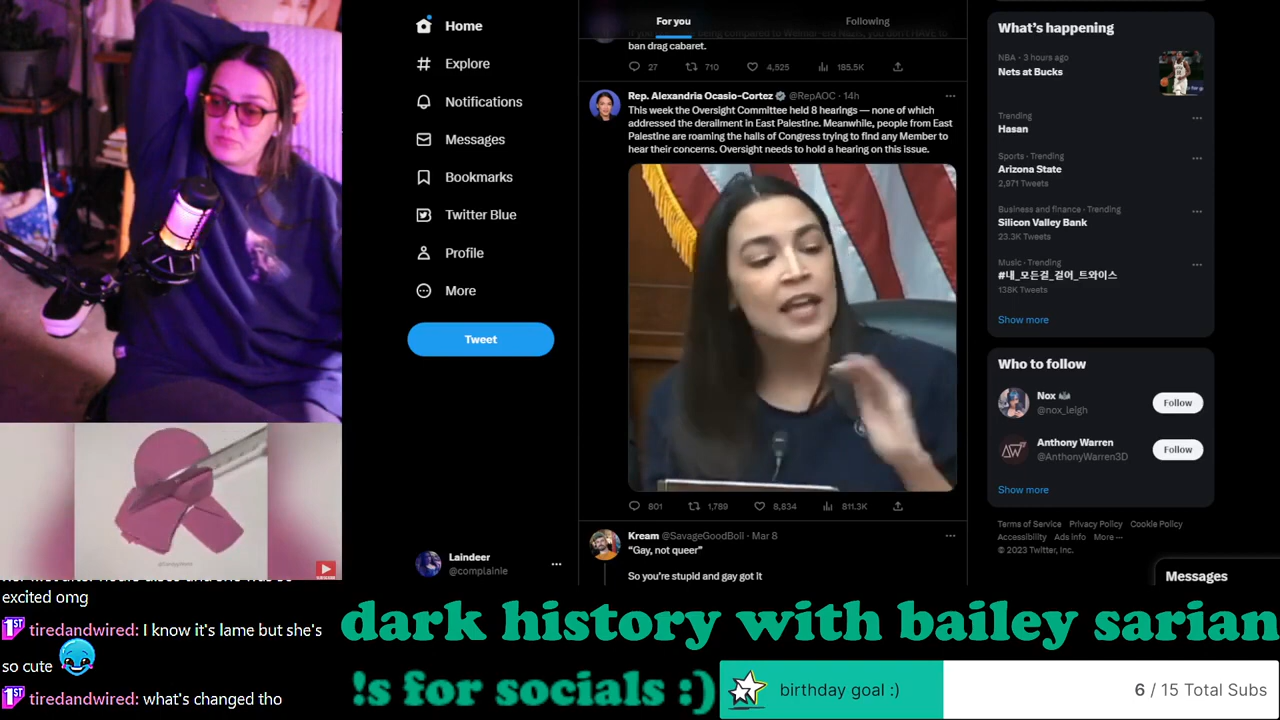 Home
Explore
Notifications
Messages
Bookmarks
Twitter Blue
Profile
More
Tweet
Laindeer
@complainie
For you
Following
ban drag cabaret.
27
710
4,525
185.5K
Rep. Alexandria Ocasio-Cortez @RepAOC · 14h
This week the Oversight Committee held 8 hearings — none of which
addressed the derailment in East Palestine. Meanwhile, people from East
Palestine are roaming the halls of Congress trying to find any Member to
hear their concerns. Oversight needs to hold a hearing on this issue.
801
1,789
8,834
811.3K
Kream @SavageGoodBoii · Mar 8
“Gay, not queer”
So you're stupid and gay got it
What's happening
NBA · 3 hours ago
Nets at Bucks
Trending
Hasan
Sports · Trending
Arizona State
2,971 Tweets
Business and finance · Trending
Silicon Valley Bank
23.3K Tweets
Music · Trending
#내_모든걸_걸어_트와이스
138K Tweets
Show more
Who to follow
Nox
@nox_leigh
Follow
Anthony Warren
@AnthonyWarren3D
Follow
Show more
Terms of Service Privacy Policy Cookie Policy
Accessibility Ads info More ···
© 2023 Twitter, Inc.
Messages
excited omg
1ST tiredandwired: I know it's lame but she's
so cute
1ST tiredandwired: what's changed tho
dark history with bailey sarian
!s for socials :)
birthday goal :)
6 / 15 Total Subs